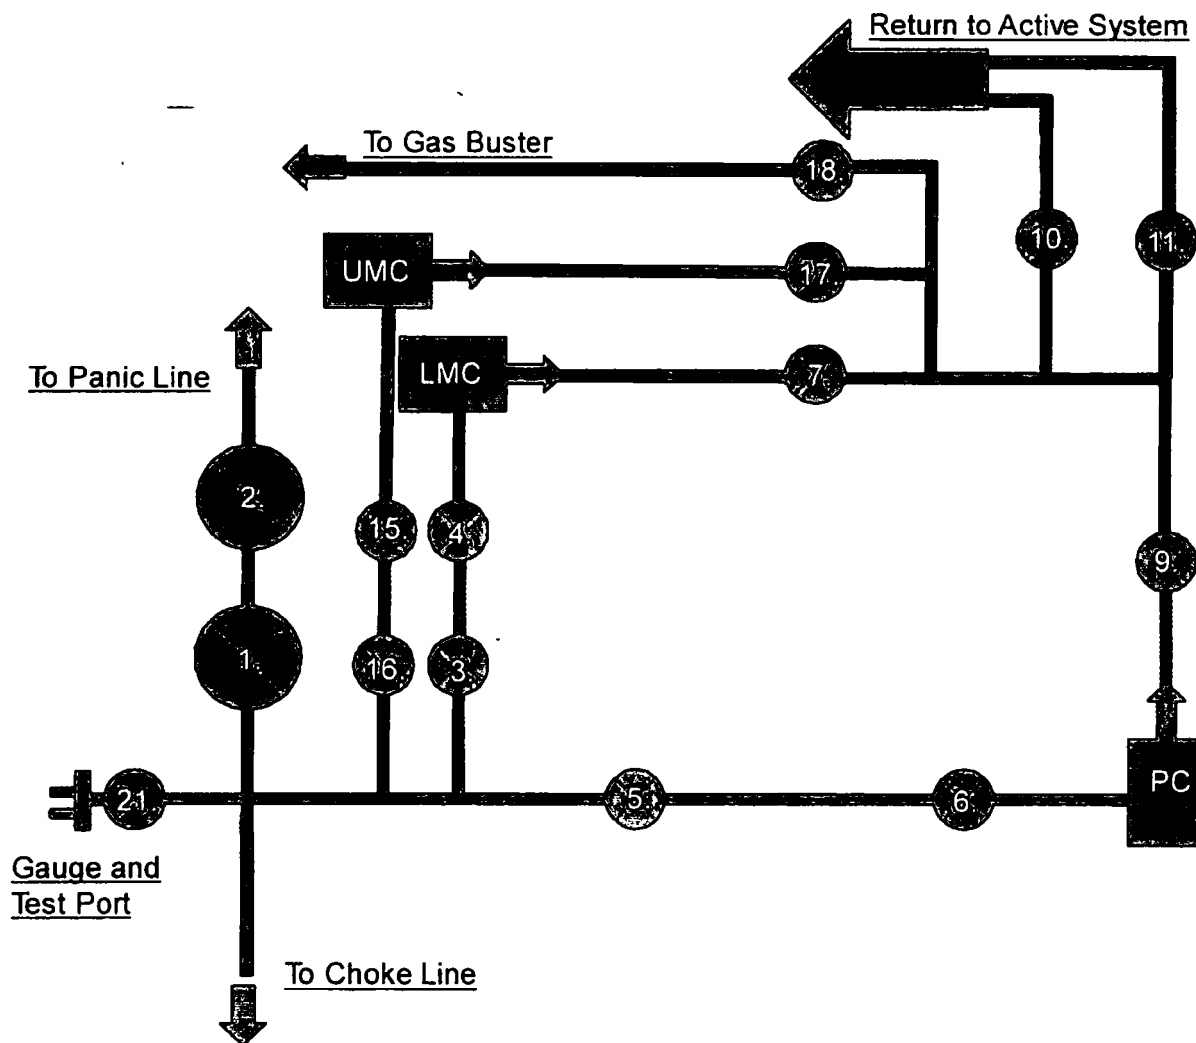 Return to Active System
To Gas Buster
18
UMC
17
10
11
To Panic Line
LMC
7
2
15
4
9
1
16
3
21
5
6
PC
Gauge and
Test Port
To Choke Line